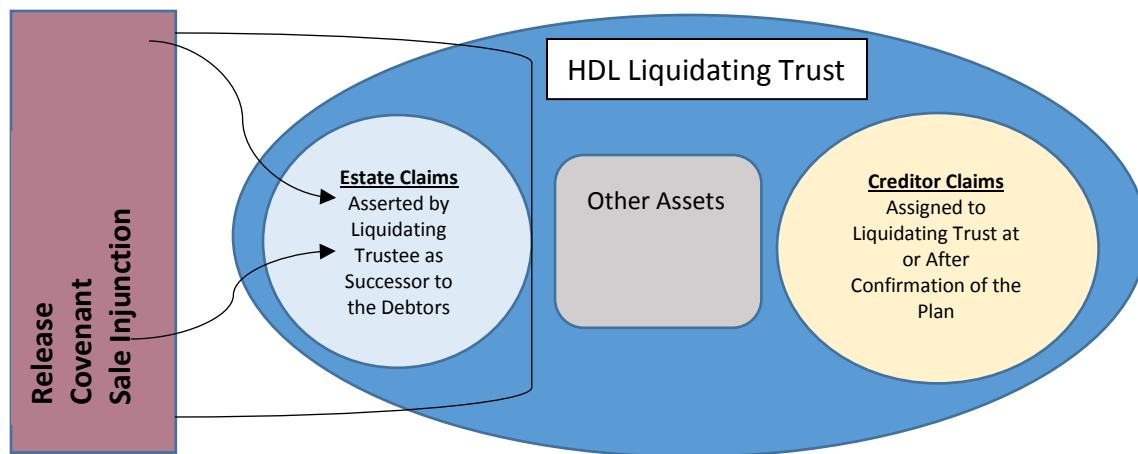 Release
Covenant
Sale Injunction
HDL Liquidating Trust
Estate Claims
Asserted by
Liquidating
Trustee as
Successor to
the Debtors
Other Assets
Creditor Claims
Assigned to
Liquidating Trust at
or After
Confirmation of the
Plan